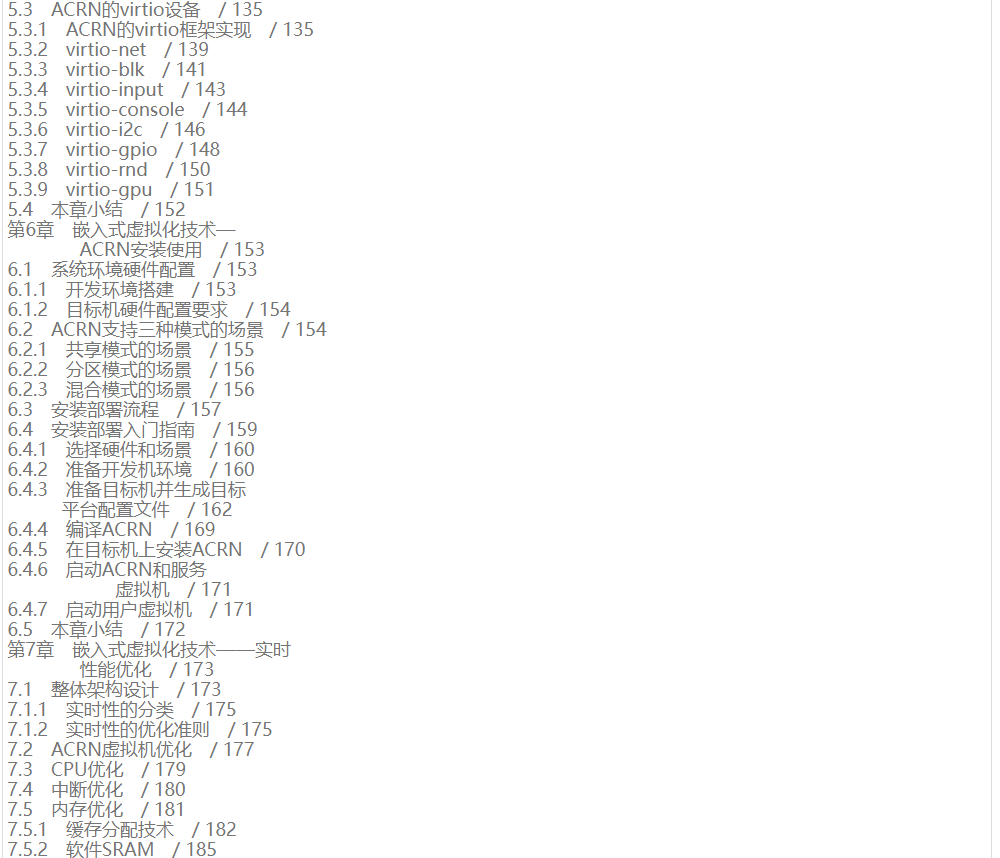 5.3 ACRN的virtio设备 / 135
5.3.1 ACRN的virtio框架实现 / 135
5.3.2 virtio-net / 139
5.3.3 virtio-blk / 141
5.3.4 virtio-input / 143
5.3.5 virtio-console / 144
5.3.6 virtio-i2c / 146
5.3.7 virtio-gpio / 148
5.3.8 virtio-rnd / 150
5.3.9 virtio-gpu / 151
5.4 本章小结 / 152
第6章 嵌入式虚拟化技术—
ACRN安装使用 / 153
6.1 系统环境硬件配置 / 153
6.1.1 开发环境搭建 / 153
6.1.2 目标机硬件配置要求 / 154
6.2 ACRN支持三种模式的场景 / 154
6.2.1 共享模式的场景 / 155
6.2.2 分区模式的场景 / 156
6.2.3 混合模式的场景 / 156
6.3 安装部署流程 / 157
6.4 安装部署入门指南 / 159
6.4.1 选择硬件和场景 / 160
6.4.2 准备开发机环境 / 160
6.4.3 准备目标机并生成目标
平台配置文件 / 162
6.4.4 编译ACRN / 169
6.4.5 在目标机上安装ACRN / 170
6.4.6 启动ACRN和服务
虚拟机 / 171
6.4.7 启动用户虚拟机 / 171
6.5 本章小结 / 172
第7章 嵌入式虚拟化技术——实时
性能优化 / 173
7.1 整体架构设计 / 173
7.1.1 实时性的分类 / 175
7.1.2 实时性的优化准则 / 175
7.2 ACRN虚拟机优化 / 177
7.3 CPU优化 / 179
7.4 中断优化 / 180
7.5 内存优化 / 181
7.5.1 缓存分配技术 / 182
7.5.2 软件SRAM / 185